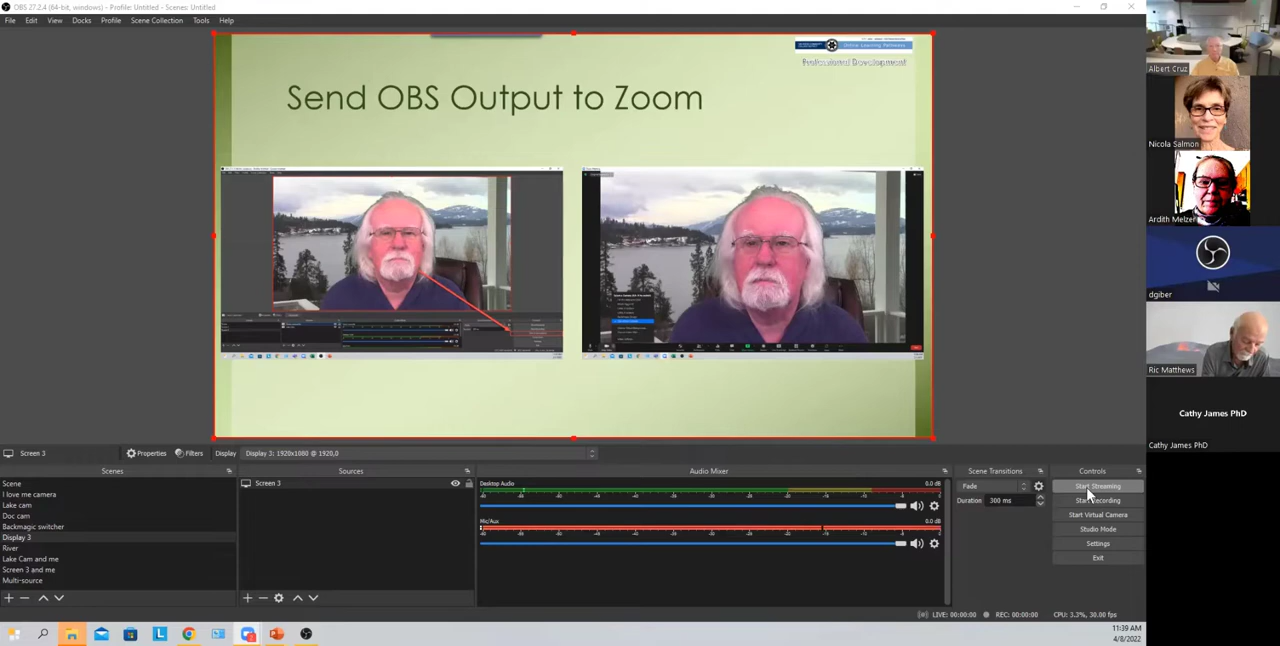 OBS 27.2.4 (64-bit, windows) - Profile: Untitled - Scenes: Untitled
File Edit View Docks Profile Scene Collection Tools Help
Online Learning Pathways
Professional Development
Send OBS Output to Zoom
Screen 3 Properties Filters Display Display 3: 1920x1080 @ 1920,0
Scenes
Scene
I love me camera
Lake cam
Doc cam
Backmagic switcher
Display 3
River
Lake Cam and me
Screen 3 and me
Multi-source
Sources
Screen 3
Audio Mixer
Desktop Audio 0.0 dB
Mic/Aux 0.0 dB
Scene Transitions
Fade
Duration 300 ms
Controls
Start Streaming
Start Recording
Start Virtual Camera
Studio Mode
Settings
Exit
LIVE: 00:00:00 REC: 00:00:00 CPU: 3.3%, 30.00 fps
11:39 AM
4/8/2022
Albert Cruz
Nicola Salmon
Ardith Melzer
dgiber
Ric Matthews
Cathy James PhD
Cathy James PhD